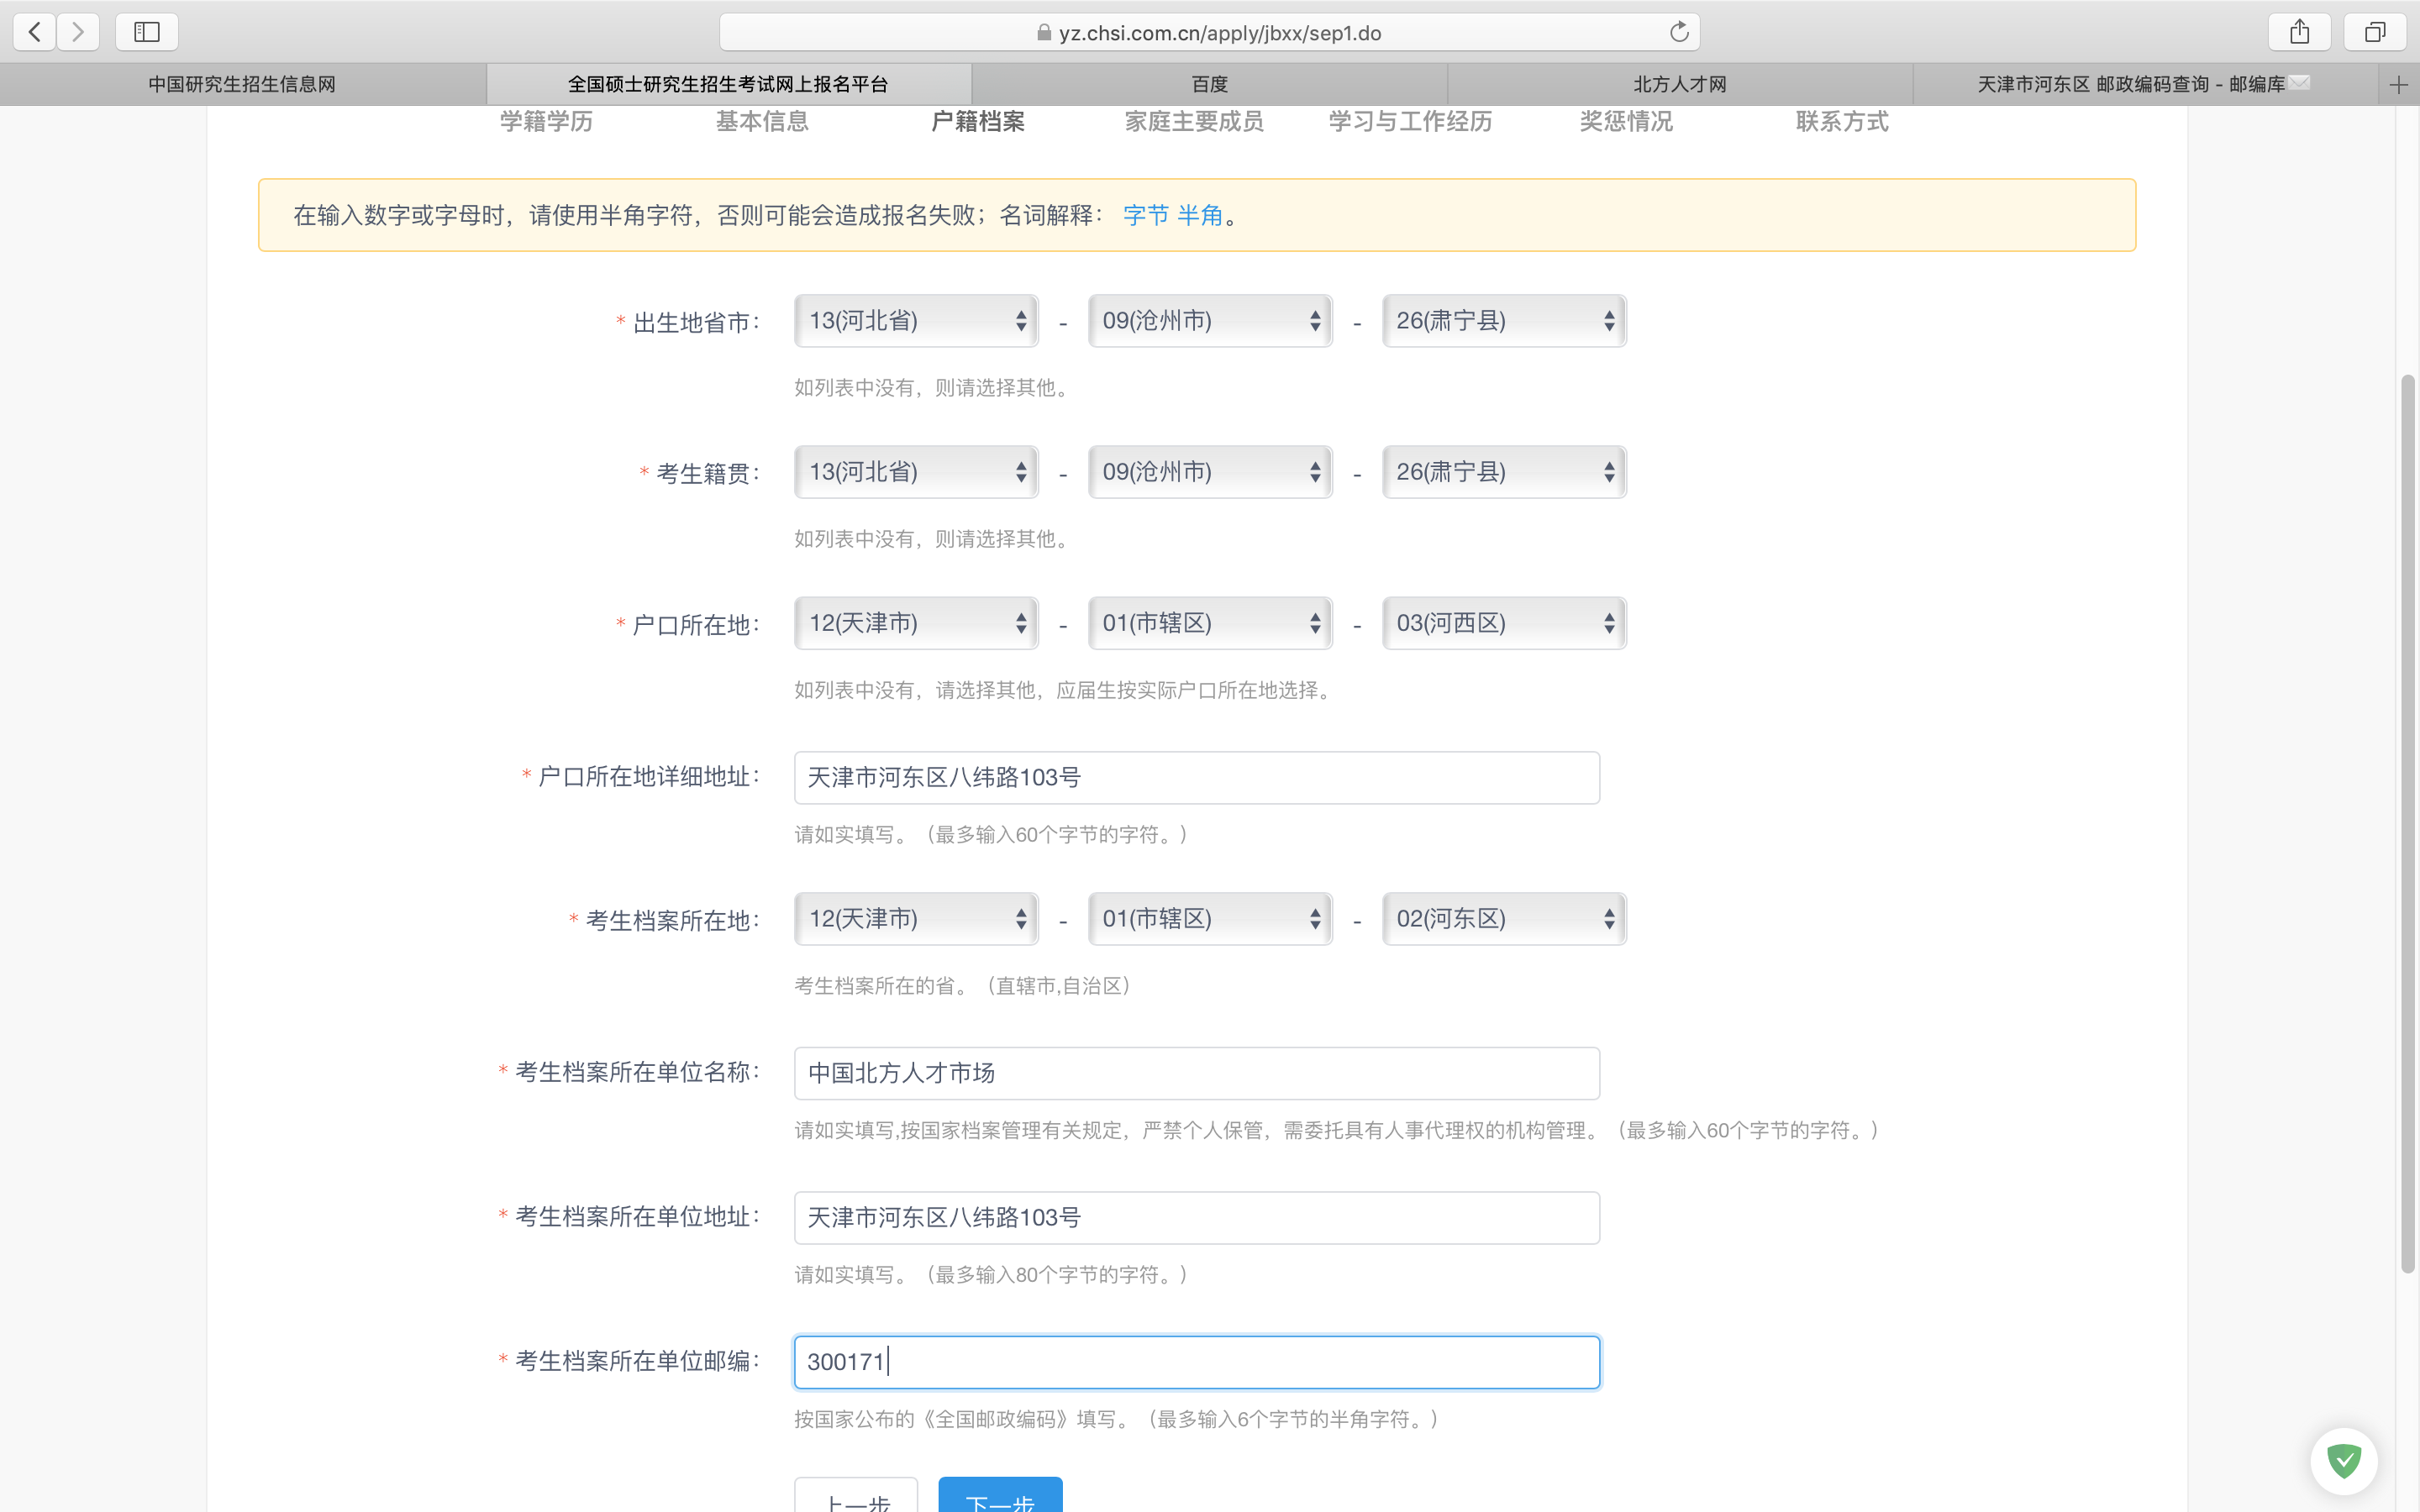 yz.chsi.com.cn/apply/jbxx/sep1.do
中国研究生招生信息网
全国硕士研究生招生考试网上报名平台
百度
北方人才网
天津市河东区 邮政编码查询 - 邮编库
学籍学历
基本信息
户籍档案
家庭主要成员
学习与工作经历
奖惩情况
联系方式
在输入数字或字母时，请使用半角字符，否则可能会造成报名失败；名词解释： 字节 半角。
* 出生地省市： 13(河北省) - 09(沧州市) - 26(肃宁县)
如列表中没有，则请选择其他。
* 考生籍贯： 13(河北省) - 09(沧州市) - 26(肃宁县)
如列表中没有，则请选择其他。
* 户口所在地： 12(天津市) - 01(市辖区) - 03(河西区)
如列表中没有，请选择其他，应届生按实际户口所在地选择。
* 户口所在地详细地址： 天津市河东区八纬路103号
请如实填写。（最多输入60个字节的字符。）
* 考生档案所在地： 12(天津市) - 01(市辖区) - 02(河东区)
考生档案所在的省。（直辖市,自治区）
* 考生档案所在单位名称： 中国北方人才市场
请如实填写,按国家档案管理有关规定，严禁个人保管，需委托具有人事代理权的机构管理。（最多输入60个字节的字符。）
* 考生档案所在单位地址： 天津市河东区八纬路103号
请如实填写。（最多输入80个字节的字符。）
* 考生档案所在单位邮编： 300171
按国家公布的《全国邮政编码》填写。（最多输入6个字节的半角字符。）
上一步 下一步